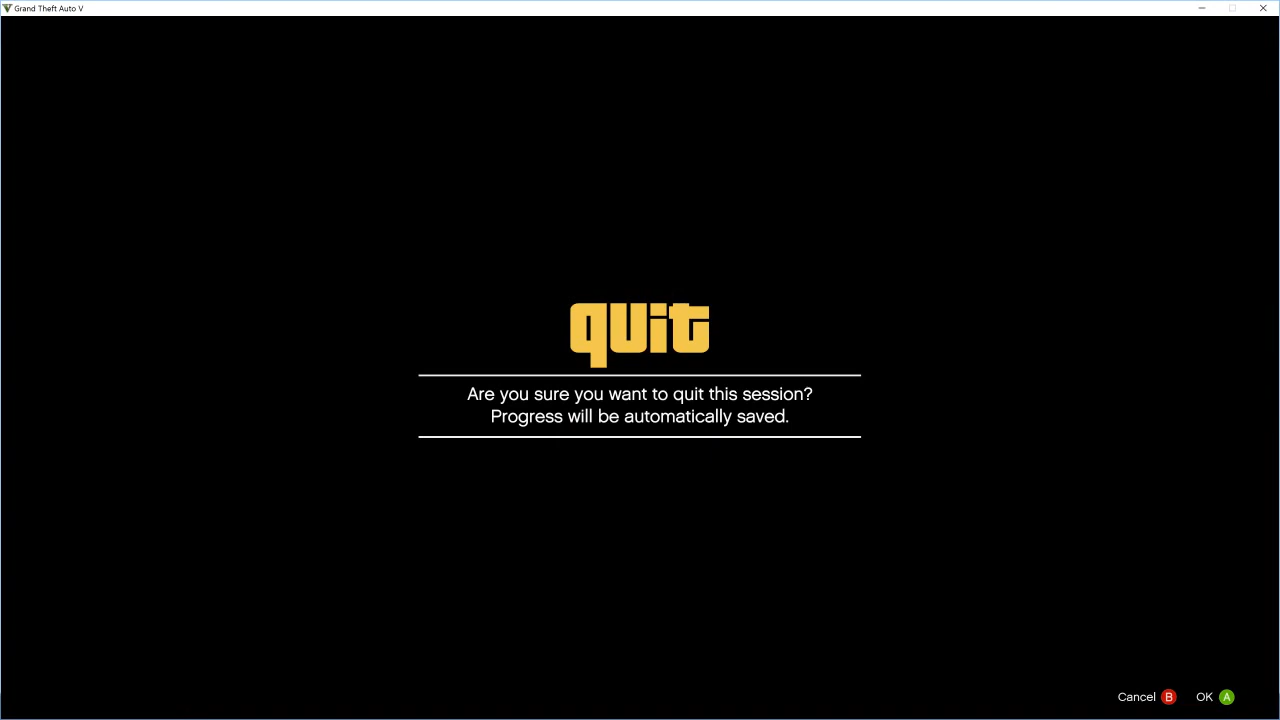 Grand Theft Auto V
quit
Are you sure you want to quit this session?
Progress will be automatically saved.
Cancel B OK A